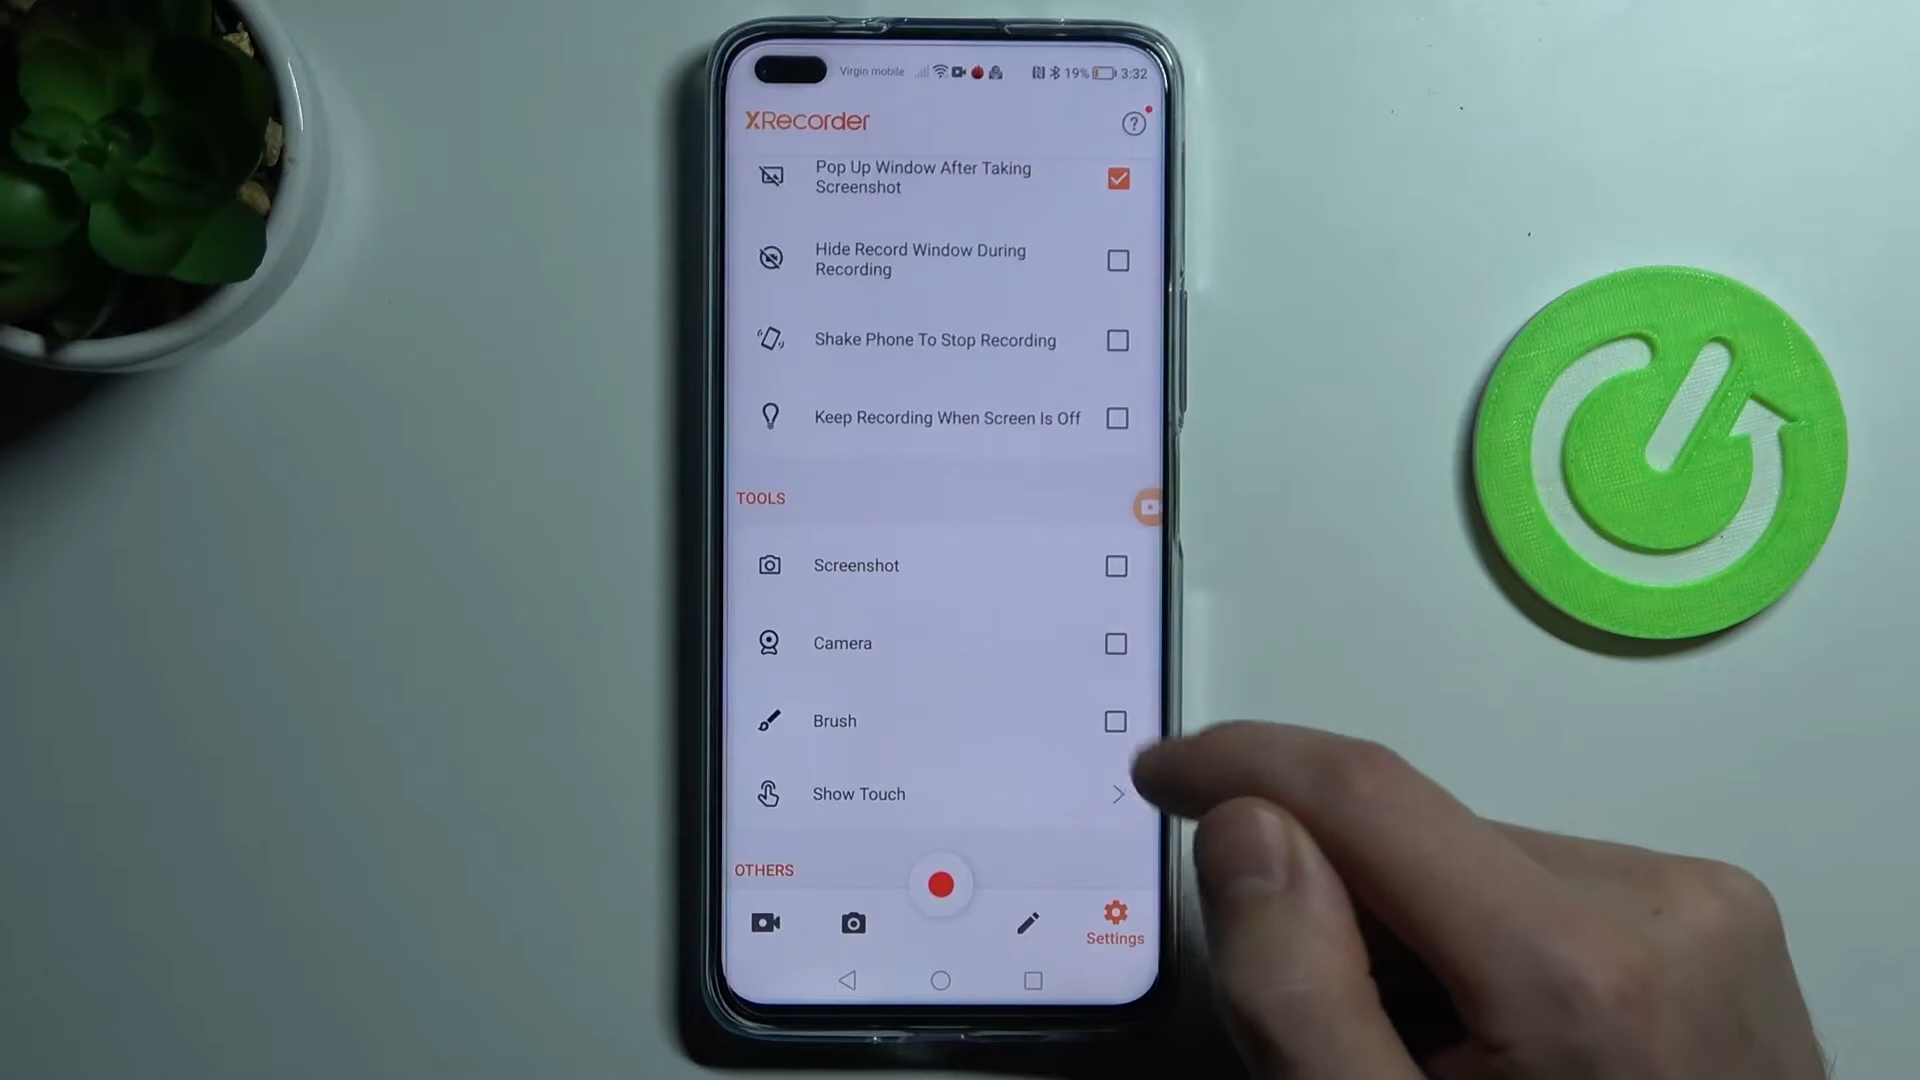 Virgin mobile
19%
3:32
XRecorder
Pop Up Window After Taking
Screenshot
Hide Record Window During
Recording
Shake Phone To Stop Recording
Keep Recording When Screen Is Off
TOOLS
Screenshot
Camera
Brush
Show Touch
OTHERS
Settings